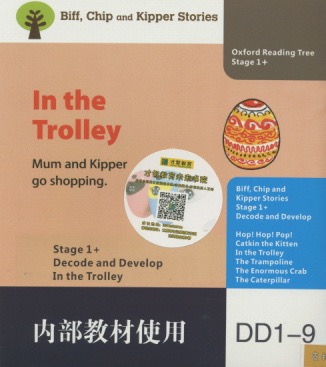 Biff, Chip and Kipper Stories
Oxford Reading Tree
Stage 1+
In the
Trolley
Mum and Kipper
go shopping.
Biff, Chip and
Kipper Stories
Stage 1+
Decode and Develop
Hop! Hop! Pop!
Catkin the Kitten
In the Trolley
The Trampoline
The Enormous Crab
The Caterpillar
Stage 1+
Decode and Develop
In the Trolley
内部教材使用
DD1-9